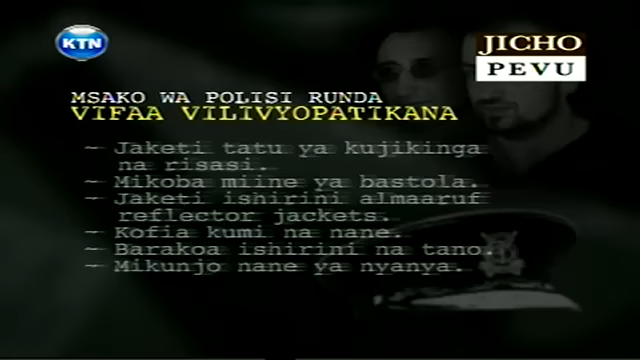 KTN
JICHO
PEVU
MSAKO WA POLISI RUNDA
VIFAA VILIVYOPATIKANA
~ Jaketi tatu ya kujikinga
na risasi.
~ Mikoba miine ya bastola.
~ Jaketi ishirini almaaruf
reflector jackets.
~ Kofia kumi na nane.
~ Barakoa ishirini na tano.
~ Mikunjo nane ya nyanya.